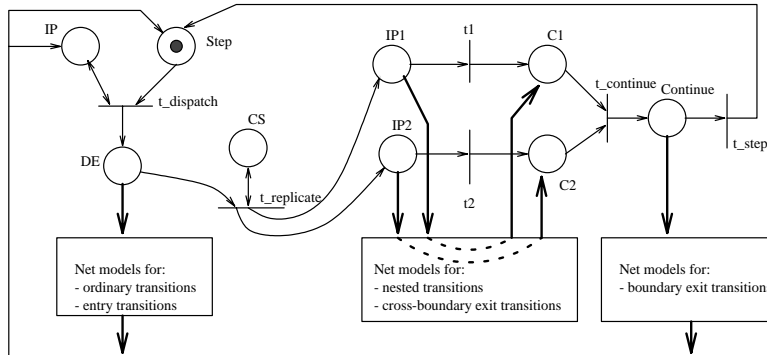 IP
Step
t_dispatch
CS
DE
t_replicate
IP1
t1
C1
t_continue
Continue
t_step
IP2
t2
C2
Net models for:
- ordinary transitions
- entry transitions
Net models for:
- nested transitions
- cross-boundary exit transitions
Net models for:
- boundary exit transitions